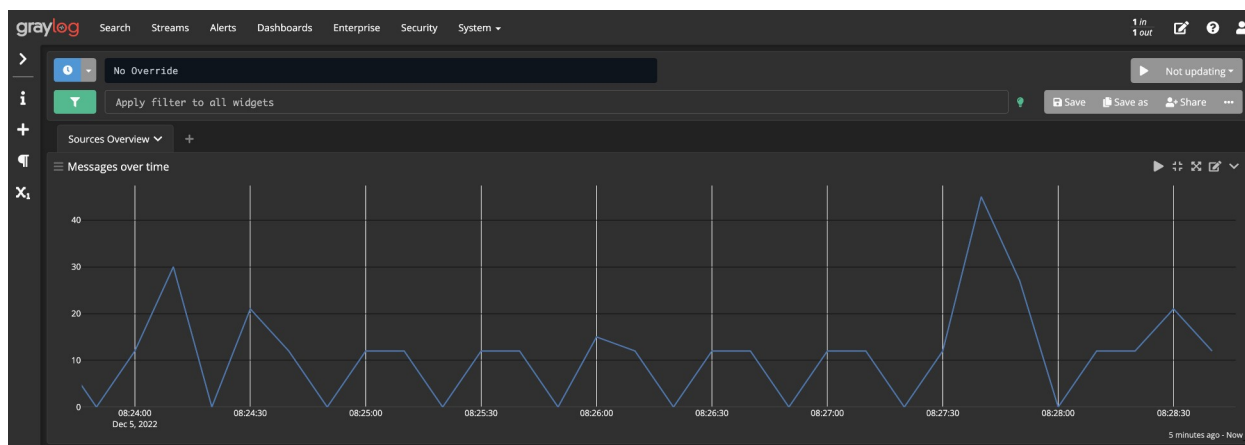 graylog Search Streams Alerts Dashboards Enterprise Security System
1 in
1 out
No Override
Not updating
Apply filter to all widgets
Save Save as Share
Sources Overview
Messages over time
40
30
20
10
0
08:24:00 08:24:30 08:25:00 08:25:30 08:26:00 08:26:30 08:27:00 08:27:30 08:28:00 08:28:30
Dec 5, 2022
5 minutes ago - Now